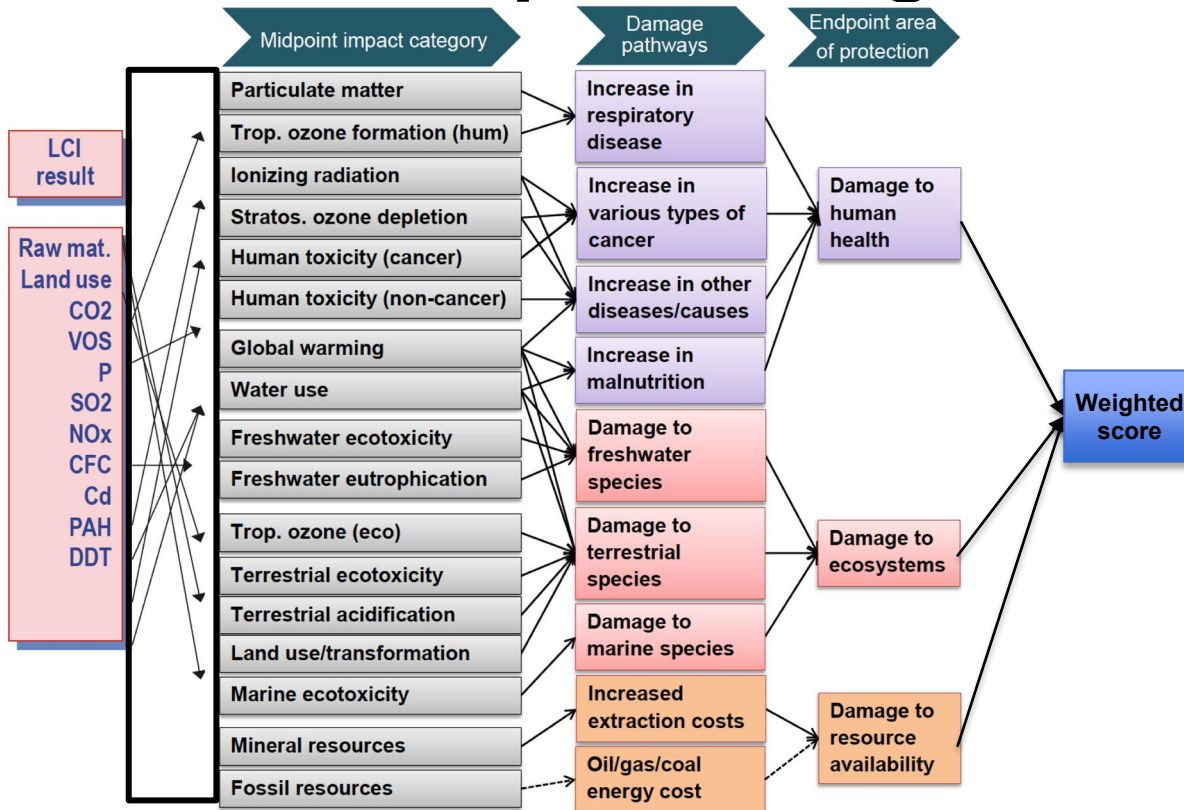 Midpoint impact category
Damage
pathways
Endpoint area
of protection
LCI
result
Raw mat.
Land use
CO2
VOS
P
SO2
NOx
CFC
Cd
PAH
DDT
Particulate matter
Trop. ozone formation (hum)
Ionizing radiation
Stratos. ozone depletion
Human toxicity (cancer)
Human toxicity (non-cancer)
Global warming
Water use
Freshwater ecotoxicity
Freshwater eutrophication
Trop. ozone (eco)
Terrestrial ecotoxicity
Terrestrial acidification
Land use/transformation
Marine ecotoxicity
Mineral resources
Fossil resources
Increase in
respiratory
disease
Increase in
various types of
cancer
Increase in other
diseases/causes
Increase in
malnutrition
Damage to
freshwater
species
Damage to
terrestrial
species
Damage to
marine species
Increased
extraction costs
Oil/gas/coal
energy cost
Damage to
human
health
Damage to
ecosystems
Damage to
resource
availability
Weighted
score